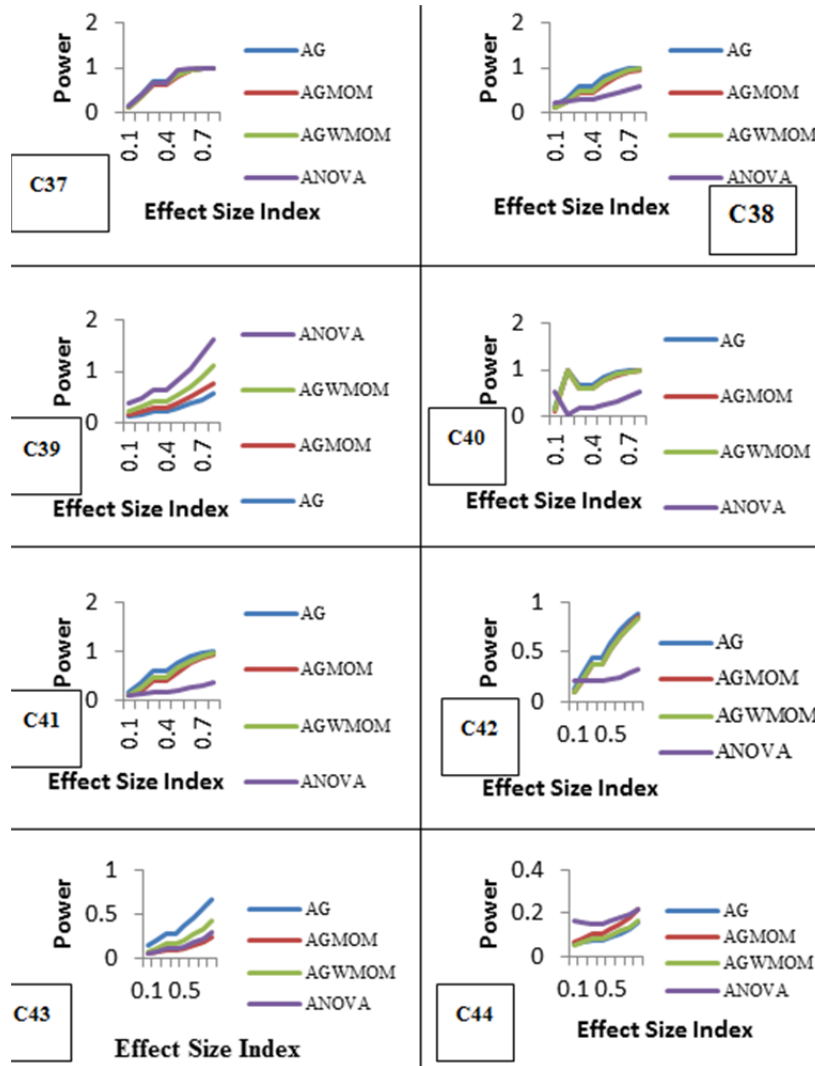 2
1
0
Power
0.1
0.4
0.7
AG
AGMOM
AGWMOM
ANOVA
C37
Effect Size Index
2
1
0
Power
0.1
0.4
0.7
AG
AGMOM
AGWMOM
ANOVA
C38
Effect Size Index
2
1
0
Power
0.1
0.4
0.7
ANOVA
AGWMOM
AGMOM
AG
C39
Effect Size Index
2
1
0
Power
0.1
0.4
0.7
AG
AGMOM
AGWMOM
ANOVA
C40
Effect Size Index
2
1
0
Power
0.1
0.4
0.7
AG
AGMOM
AGWMOM
ANOVA
C41
Effect Size Index
1
0.5
0
Power
0.1 0.5
AG
AGMOM
AGWMOM
ANOVA
C42
Effect Size Index
1
0.5
0
Power
0.1 0.5
AG
AGMOM
AGWMOM
ANOVA
C43
Effect Size Index
0.4
0.2
0
Power
0.1 0.5
AG
AGMOM
AGWMOM
ANOVA
C44
Effect Size Index